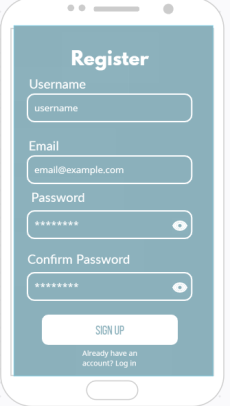 Register
Username
username
Email
email@example.com
Password
********
Confirm Password
********
SIGN UP
Already have an
account? Log in